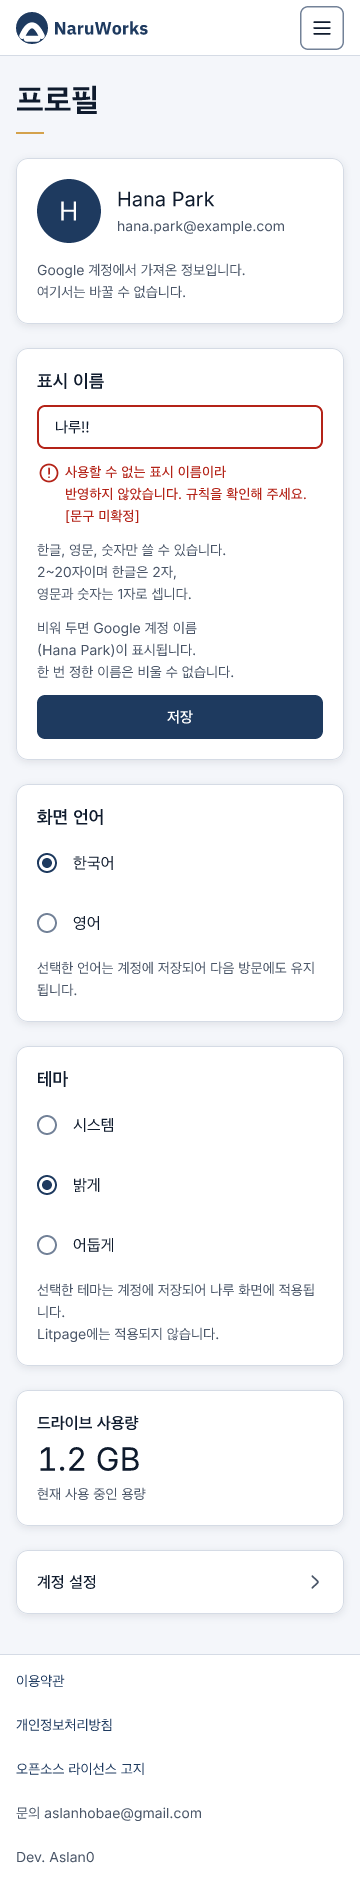 NaruWorks
프로필
H
Hana Park
hana.park@example.com
Google 계정에서 가져온 정보입니다.
여기서는 바꿀 수 없습니다.
표시 이름
나루!!
사용할 수 없는 표시 이름이라
반영하지 않았습니다. 규칙을 확인해 주세요.
[문구 미확정]
한글, 영문, 숫자만 쓸 수 있습니다.
2~20자이며 한글은 2자,
영문과 숫자는 1자로 셉니다.
비워 두면 Google 계정 이름
(Hana Park)이 표시됩니다.
한 번 정한 이름은 비울 수 없습니다.
저장
화면 언어
한국어
영어
선택한 언어는 계정에 저장되어 다음 방문에도 유지
됩니다.
테마
시스템
밝게
어둡게
선택한 테마는 계정에 저장되어 나루 화면에 적용됩
니다.
Litpage에는 적용되지 않습니다.
드라이브 사용량
1.2 GB
현재 사용 중인 용량
계정 설정
이용약관
개인정보처리방침
오픈소스 라이선스 고지
문의 aslanhobae@gmail.com
Dev. Aslan0